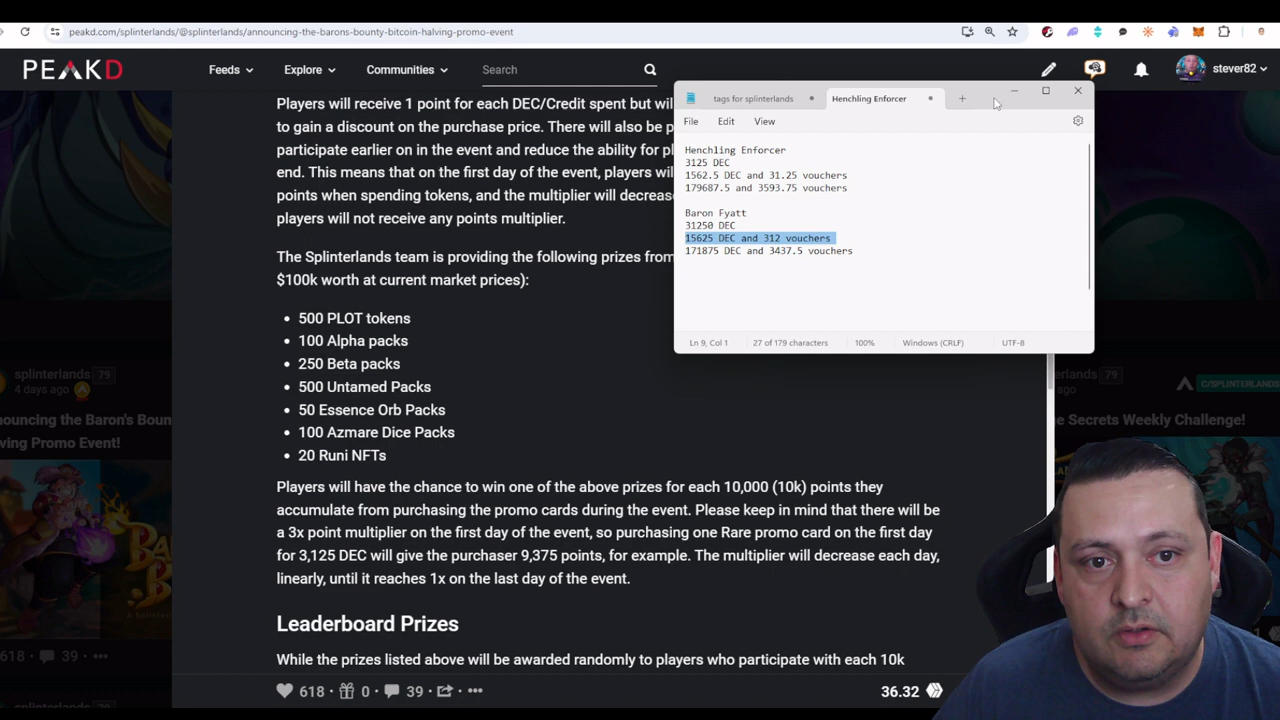 peakd.com/splinterlands/@splinterlands/announcing-the-barons-bounty-bitcoin-halving-promo-event
PEAKD
Feeds
Explore
Communities
Search
stever82
Players will receive 1 point for each DEC/Credit spent but wil
to gain a discount on the purchase price. There will also be p
participate earlier on in the event and reduce the ability for pl
end. This means that on the first day of the event, players wil
points when spending tokens, and the multiplier will decrease
players will not receive any points multiplier.
The Splinterlands team is providing the following prizes from
$100k worth at current market prices):
• 500 PLOT tokens
• 100 Alpha packs
• 250 Beta packs
• 500 Untamed Packs
• 50 Essence Orb Packs
• 100 Azmare Dice Packs
• 20 Runi NFTs
Players will have the chance to win one of the above prizes for each 10,000 (10k) points they
accumulate from purchasing the promo cards during the event. Please keep in mind that there will be
a 3x point multiplier on the first day of the event, so purchasing one Rare promo card on the first day
for 3,125 DEC will give the purchaser 9,375 points, for example. The multiplier will decrease each day,
linearly, until it reaches 1x on the last day of the event.
Leaderboard Prizes
While the prizes listed above will be awarded randomly to players who participate with each 10k
618
0
39
36.32
tags for splinterlands
Henchling Enforcer
File
Edit
View
Henchling Enforcer
3125 DEC
1562.5 DEC and 31.25 vouchers
179687.5 and 3593.75 vouchers
Baron Fyatt
31250 DEC
15625 DEC and 312 vouchers
171875 DEC and 3437.5 vouchers
Ln 9, Col 1
27 of 179 characters
100%
Windows (CRLF)
UTF-8
splinterlands 79
4 days ago
nouncing the Baron's Boun
ving Promo Event!
618
39
splinterlands
erlands 79
C/SPLINTERLANDS
e Secrets Weekly Challenge!